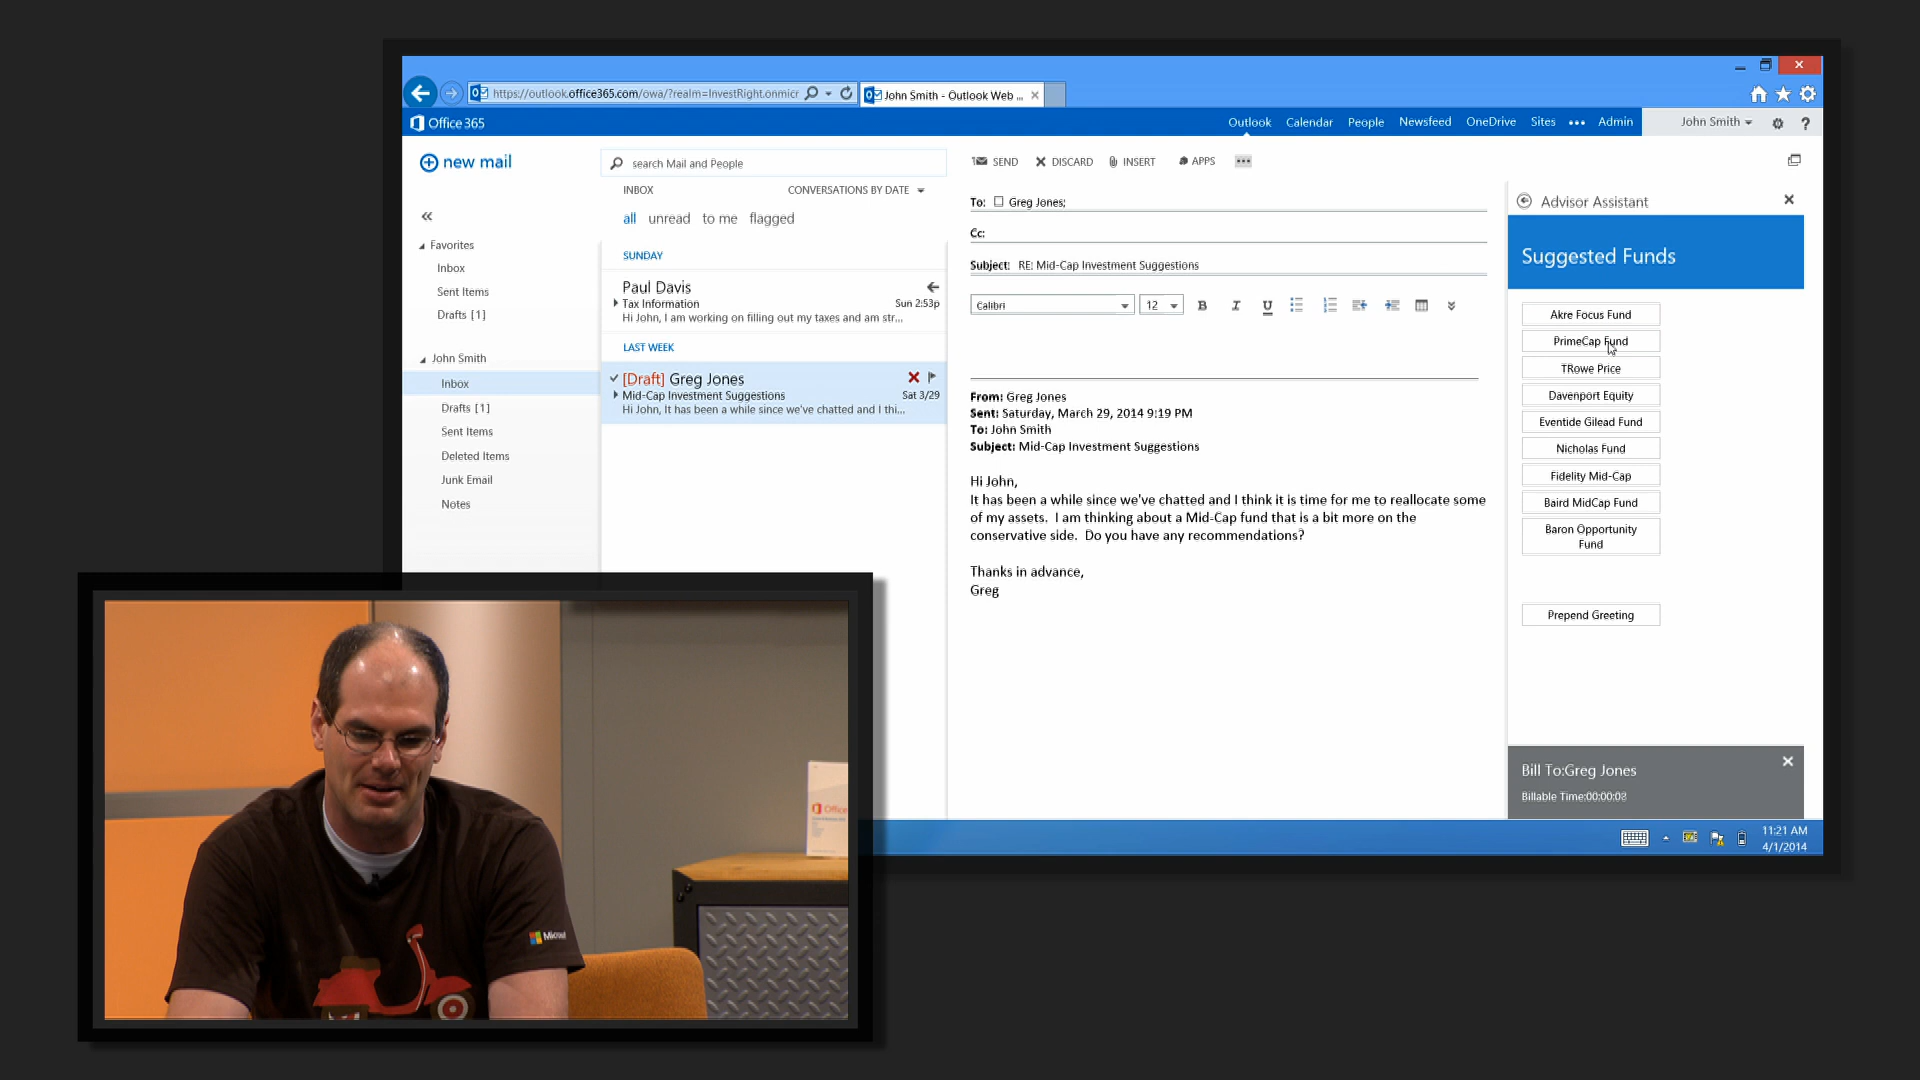 https://outlook.office365.com/owa/?realm=InvestRight.onmicr
John Smith - Outlook Web ...
Office 365
Outlook Calendar People Newsfeed OneDrive Sites ••• Admin John Smith ?
new mail
search Mail and People
INBOX CONVERSATIONS BY DATE
all unread to me flagged
Favorites
Inbox
Sent Items
Drafts [1]
John Smith
Inbox
Drafts [1]
Sent Items
Deleted Items
Junk Email
Notes
SUNDAY
Paul Davis
Tax Information Sun 2:53p
Hi John, I am working on filling out my taxes and am str...
LAST WEEK
[Draft] Greg Jones
Mid-Cap Investment Suggestions Sat 3/29
Hi John, It has been a while since we've chatted and I thi...
SEND DISCARD INSERT APPS •••
To: Greg Jones;
Cc:
Subject: RE: Mid-Cap Investment Suggestions
Calibri 12 B I U
From: Greg Jones
Sent: Saturday, March 29, 2014 9:19 PM
To: John Smith
Subject: Mid-Cap Investment Suggestions
Hi John,
It has been a while since we've chatted and I think it is time for me to reallocate some
of my assets. I am thinking about a Mid-Cap fund that is a bit more on the
conservative side. Do you have any recommendations?
Thanks in advance,
Greg
Advisor Assistant
Suggested Funds
Akre Focus Fund
PrimeCap Fund
TRowe Price
Davenport Equity
Eventide Gilead Fund
Nicholas Fund
Fidelity Mid-Cap
Baird MidCap Fund
Baron Opportunity
Fund
Prepend Greeting
Bill To:Greg Jones
Billable Time:
11:21 AM
4/1/2014
Office